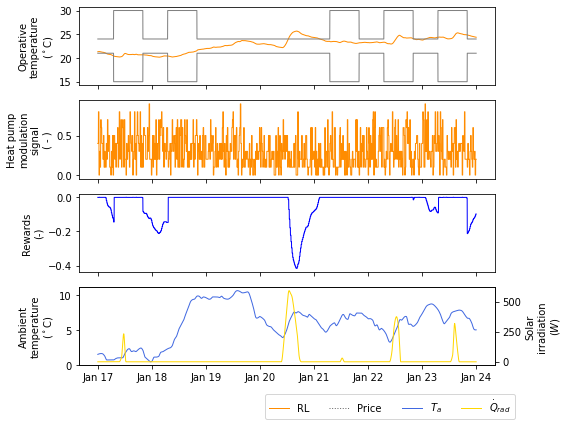 Operative
temperature
(°C)
30
25
20
15
Heat pump
modulation
signal
( - )
0.5
0.0
Rewards
(-)
0.0
−0.2
−0.4
Ambient
temperature
(°C)
10
5
0
Solar
irradiation
(W)
500
250
0
Jan 17 Jan 18 Jan 19 Jan 20 Jan 21 Jan 22 Jan 23 Jan 24
RL Price T_a Q̇_rad